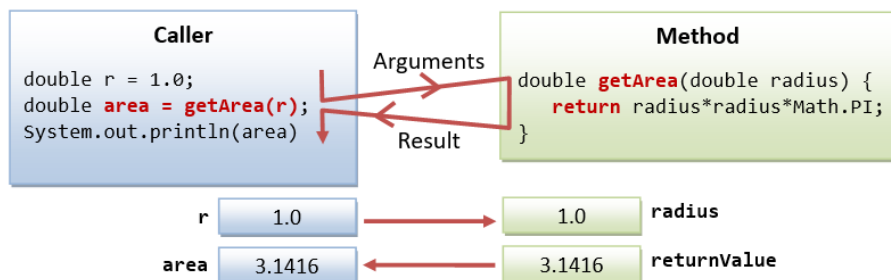 Caller
double r = 1.0;
double area = getArea(r);
System.out.println(area)
Arguments
Result
Method
double getArea(double radius) {
return radius*radius*Math.PI;
}
r 1.0 1.0 radius
area 3.1416 3.1416 returnValue